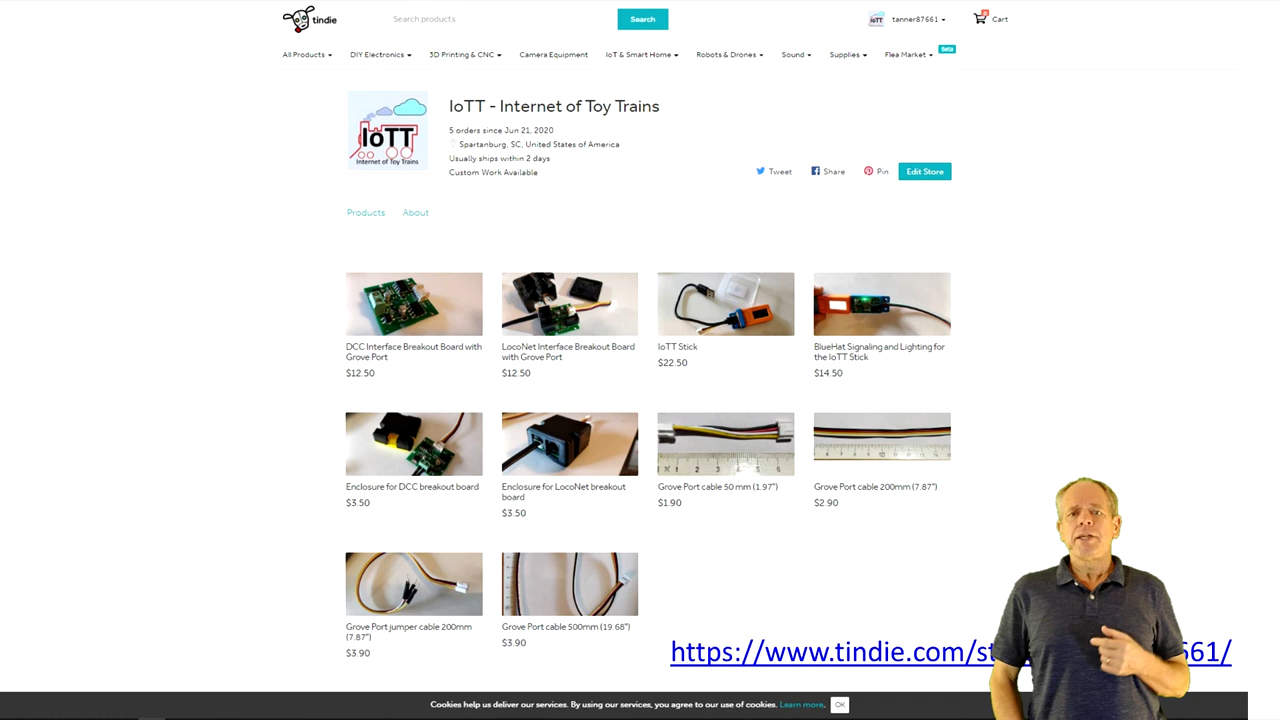 tindie
Search products
Search
IoTT
tanner87661
Cart
All Products
DIY Electronics
3D Printing & CNC
Camera Equipment
IoT & Smart Home
Robots & Drones
Sound
Supplies
Flea Market
Beta
IoTT
Internet of Toy Trains
IoTT - Internet of Toy Trains
5 orders since Jun 21, 2020
Spartanburg, SC, United States of America
Usually ships within 2 days
Custom Work Available
Tweet
Share
Pin
Edit Store
Products
About
DCC Interface Breakout Board with
Grove Port
$12.50
LocoNet Interface Breakout Board
with Grove Port
$12.50
IoTT Stick
$22.50
BlueHat Signaling and Lighting for
the IoTT Stick
$14.50
Enclosure for DCC breakout board
$3.50
Enclosure for LocoNet breakout
board
$3.50
Grove Port cable 50 mm (1.97")
$1.90
Grove Port cable 200mm (7.87")
$2.90
Grove Port jumper cable 200mm
(7.87")
$3.90
Grove Port cable 500mm (19.68")
$3.90
https://www.tindie.com/st 661/
Cookies help us deliver our services. By using our services, you agree to our use of cookies. Learn more.
OK